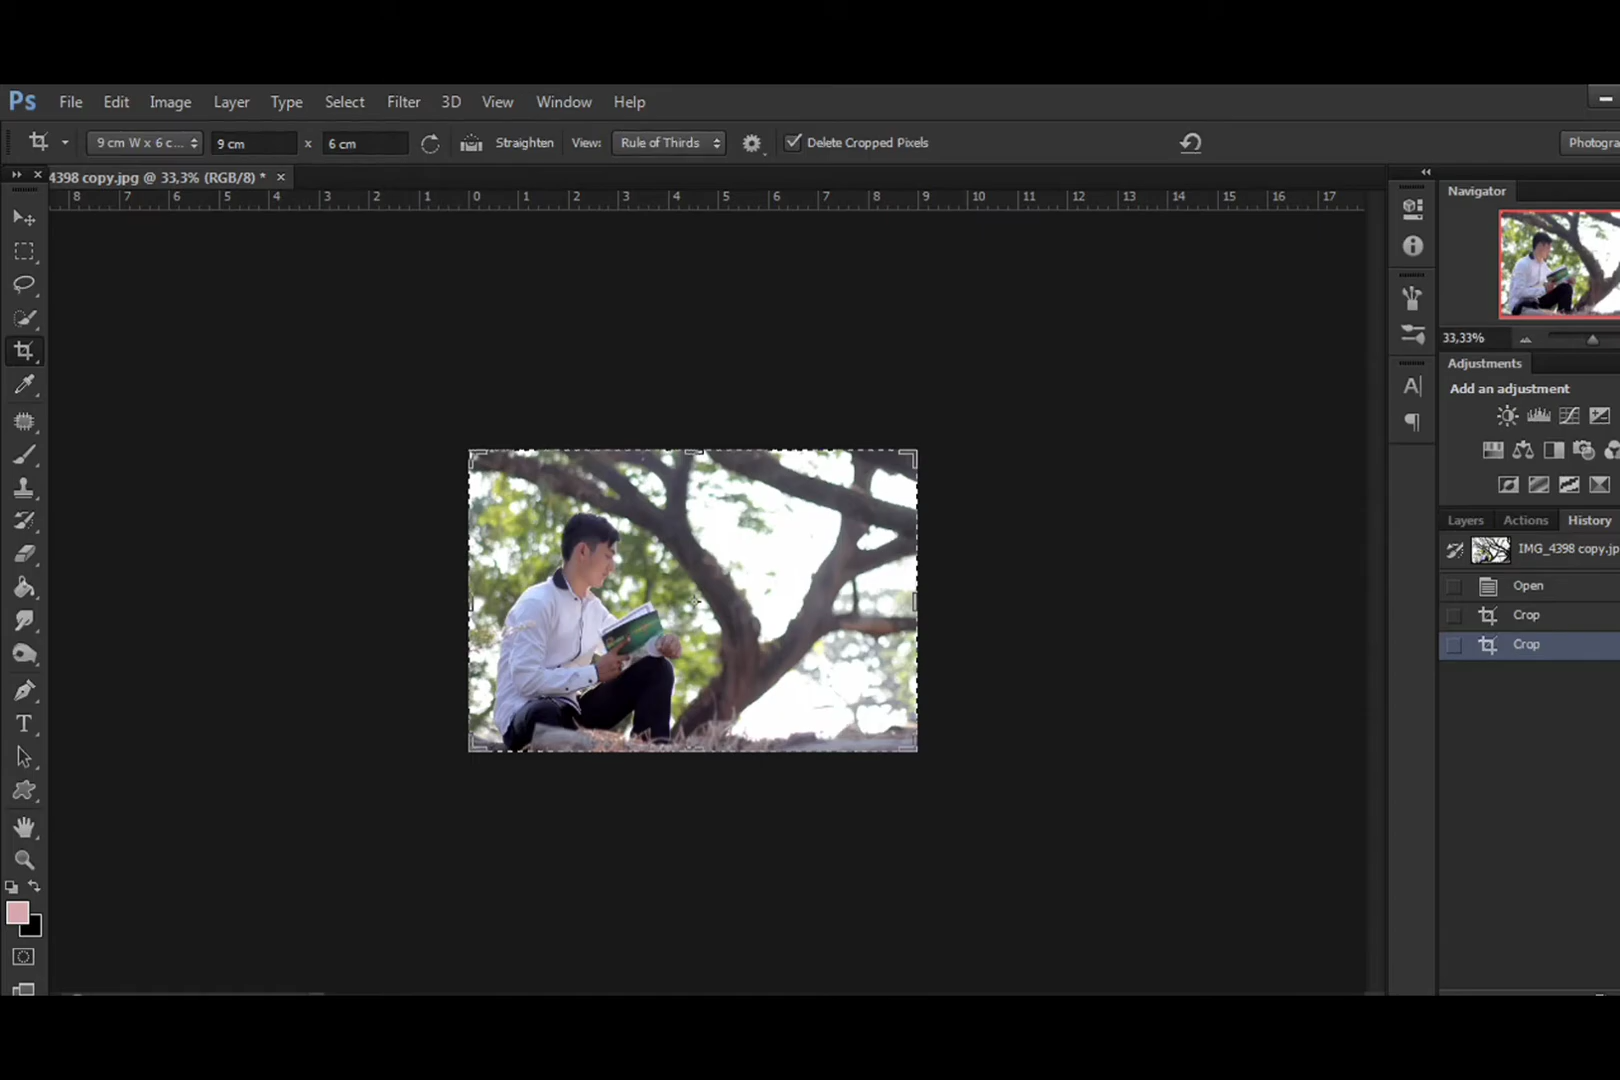 Ps File Edit Image Layer Type Select Filter 3D View Window Help
9 cm W x 6 c... 9 cm x 6 cm Straighten View: Rule of Thirds Delete Cropped Pixels Photogra
4398 copy.jpg @ 33,3% (RGB/8) * ×
8 7 6 5 4 3 2 1 0 1 2 3 4 5 6 7 8 9 10 11 12 13 14 15 16 17
Navigator
33,33%
Adjustments
Add an adjustment
Layers Actions History
IMG_4398 copy.jp
Open
Crop
Crop